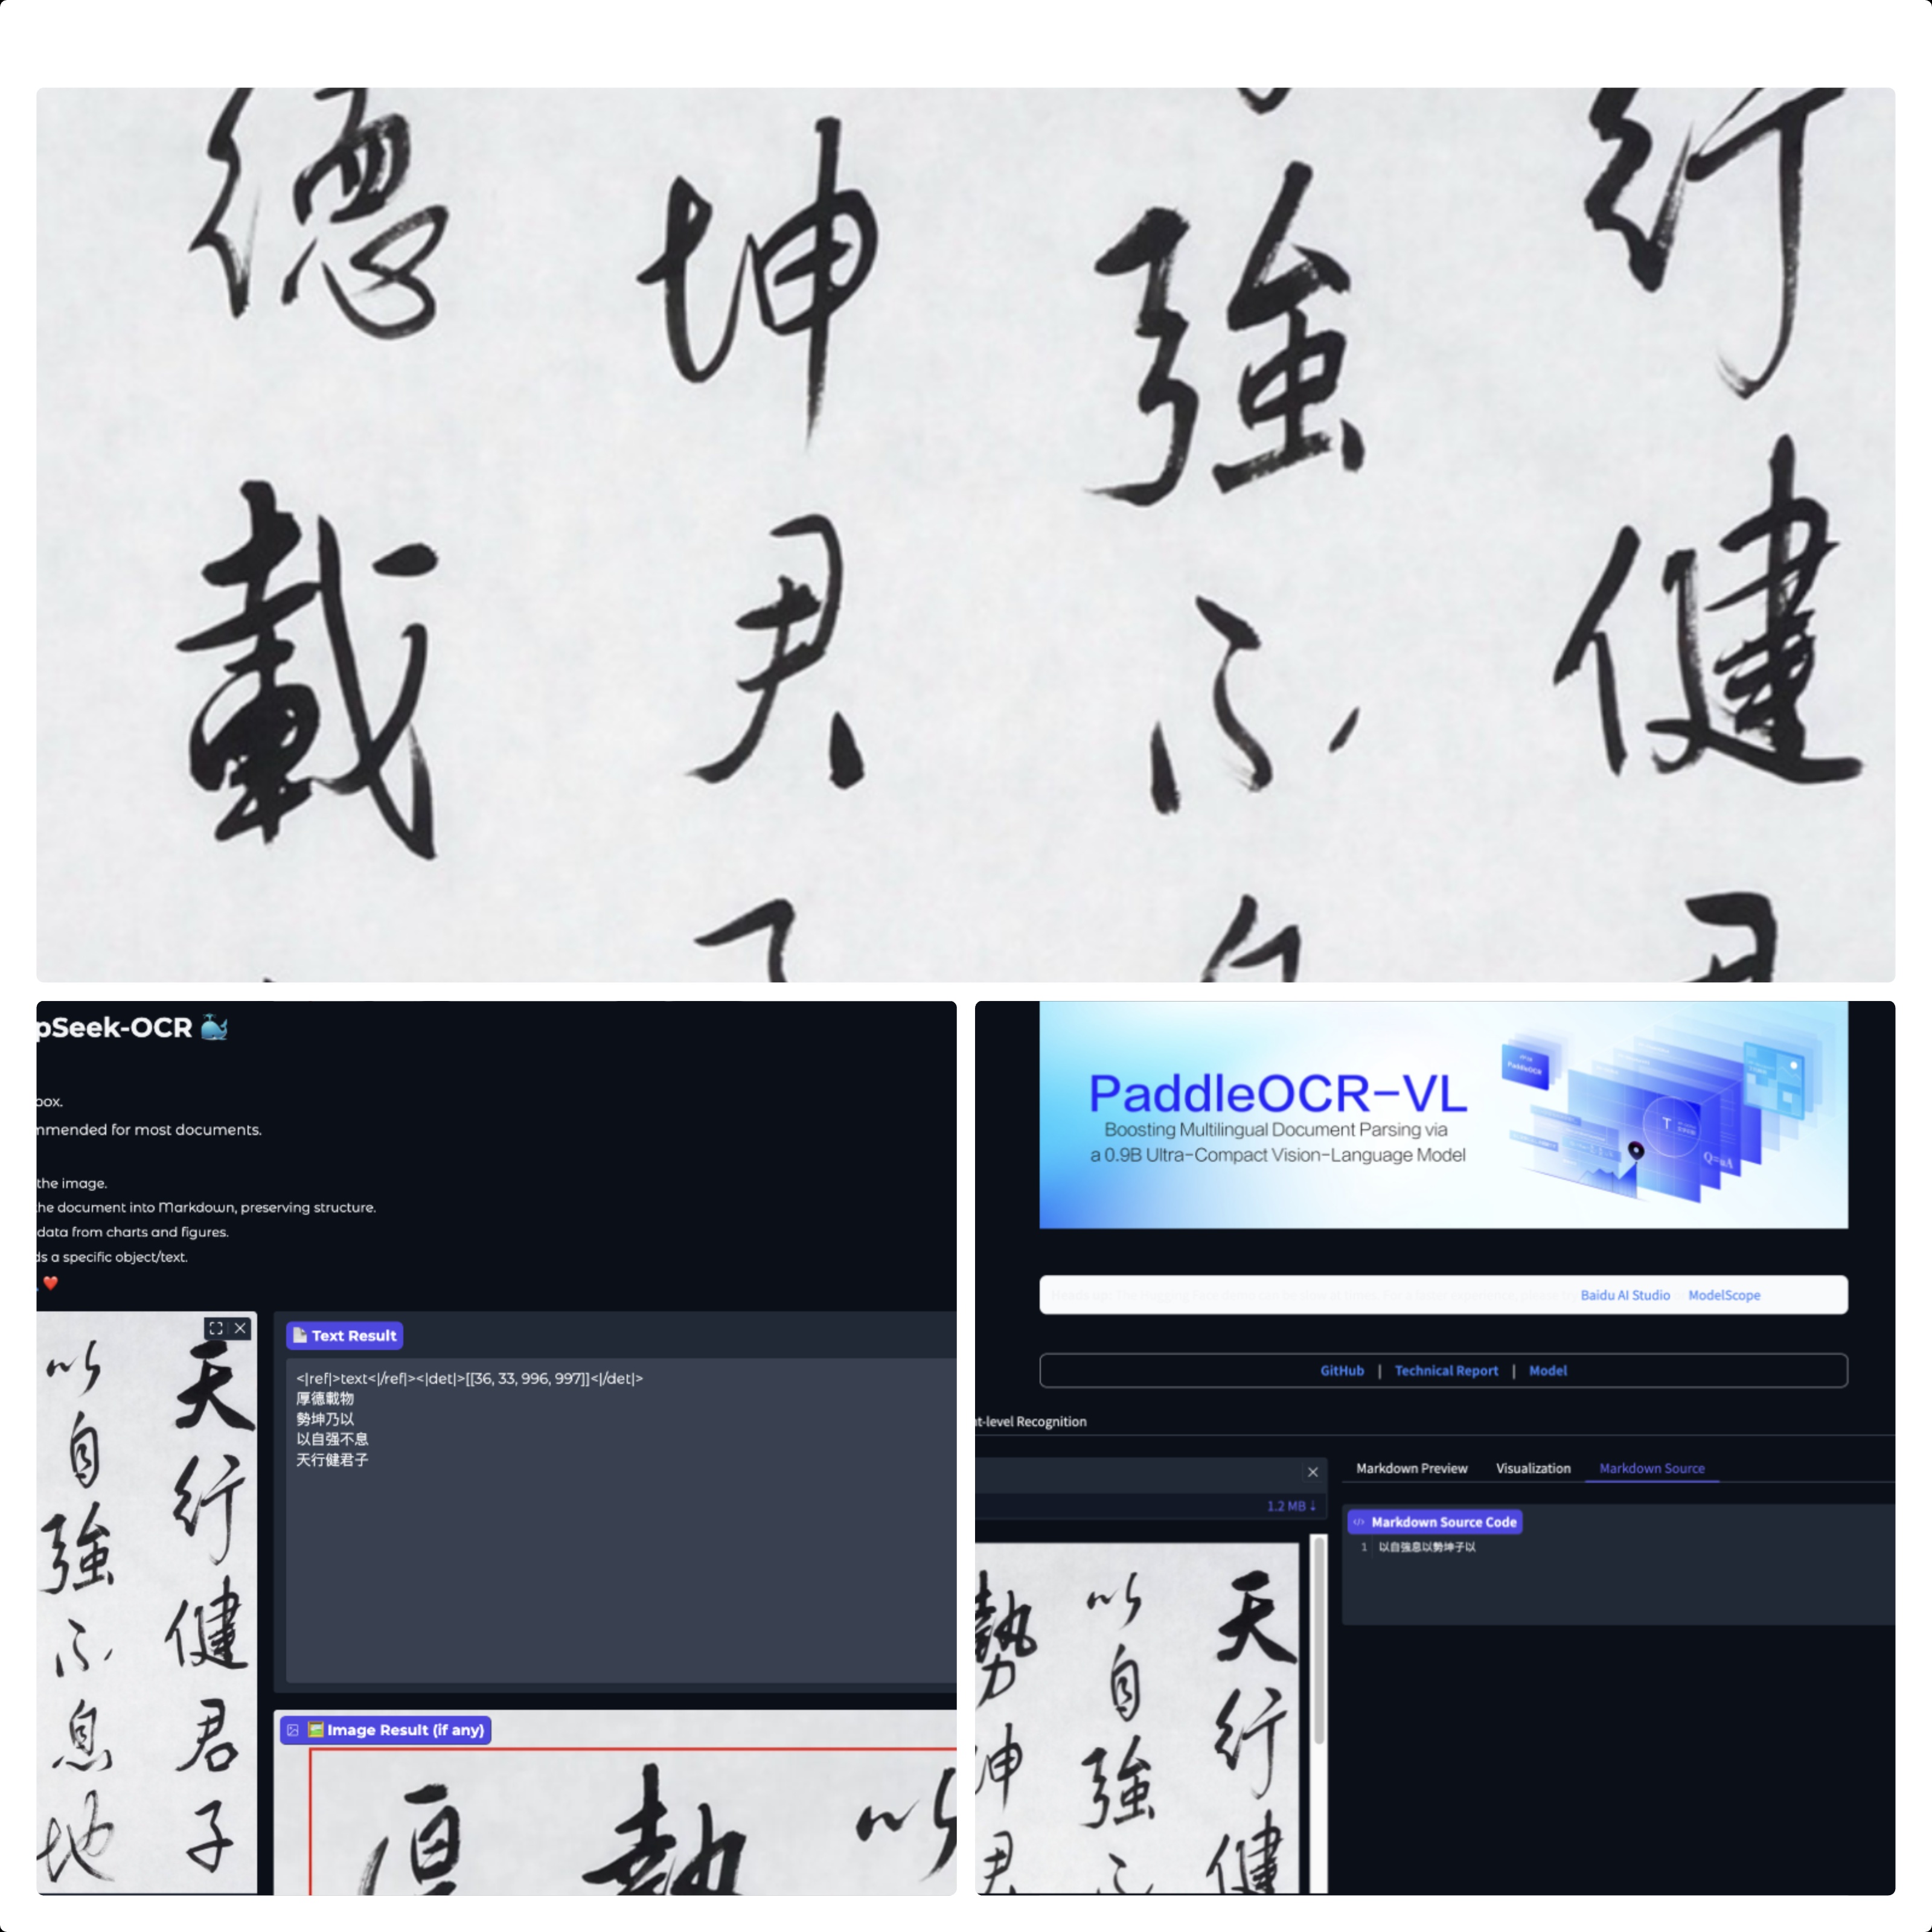 行健
強不
坤君
德載
pSeek-OCR
box.
mmended for most documents.
the image.
he document into Markdown, preserving structure.
data from charts and figures.
ds a specific object/text.
天行健君子
以自強不息地
Text Result
<|ref|>text<|/ref|><|det|>[[36, 33, 996, 997]]<|/det|>
厚德載物
勢坤乃以
以自强不息
天行健君子
Image Result (if any)
以
PaddleOCR-VL
Boosting Multilingual Document Parsing via
a 0.9B Ultra-Compact Vision-Language Model
Baidu AI Studio ModelScope
GitHub | Technical Report | Model
t-level Recognition
Markdown Preview Visualization Markdown Source
1.2 MB ↓
Markdown Source Code
1 以自強息以勢坤子以
天行健
以自強不
勢坤君